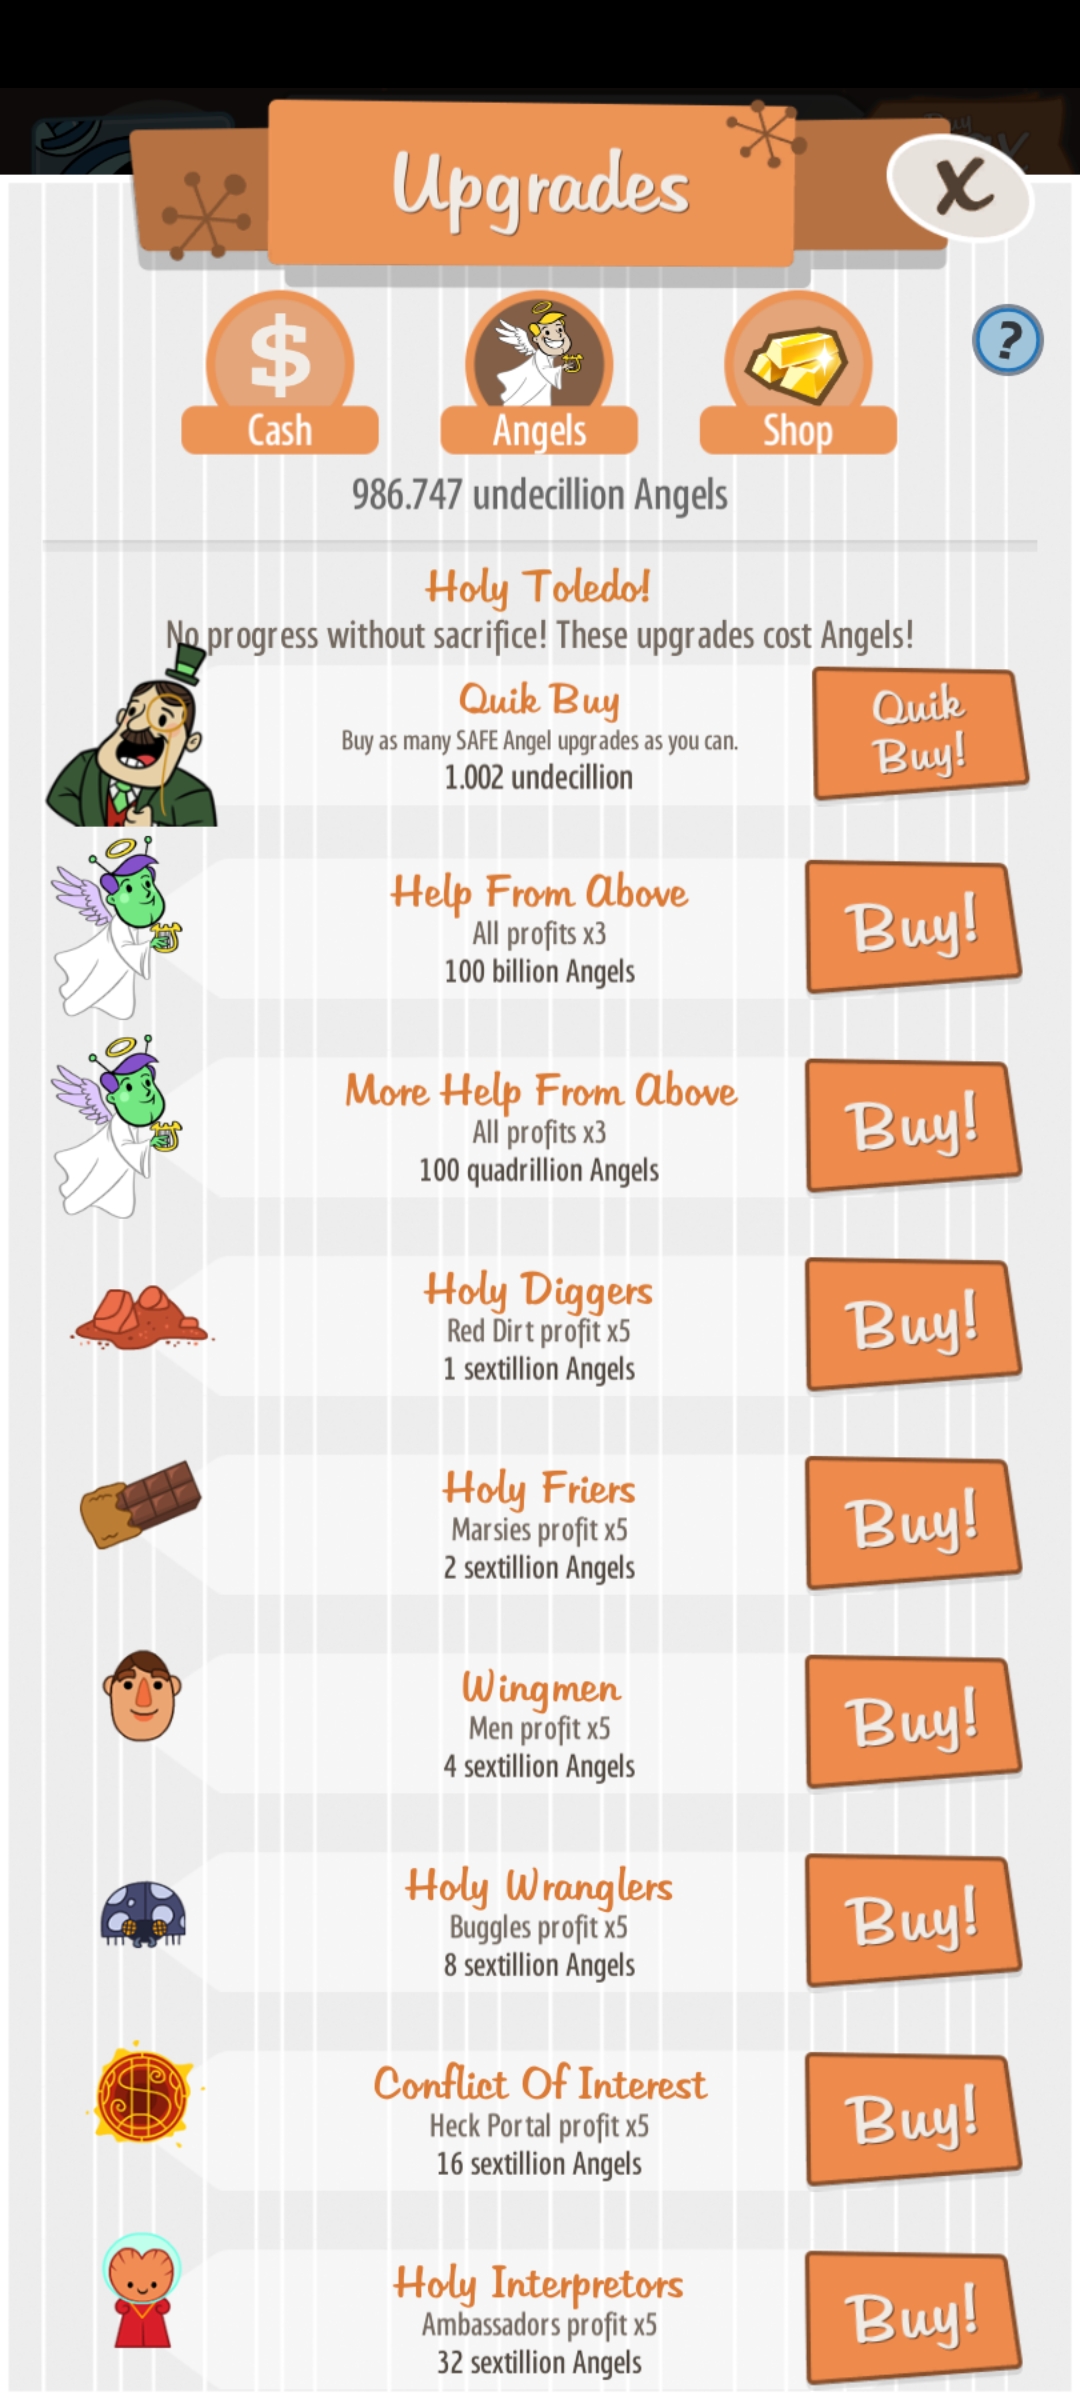 Upgrades
X
$
Cash
Angels
Shop
?
986.747 undecillion Angels
Holy Toledo!
No progress without sacrifice! These upgrades cost Angels!
Quik Buy
Buy as many SAFE Angel upgrades as you can.
1.002 undecillion
Quik
Buy!
Help From Above
All profits x3
100 billion Angels
Buy!
More Help From Above
All profits x3
100 quadrillion Angels
Buy!
Holy Diggers
Red Dirt profit x5
1 sextillion Angels
Buy!
Holy Friers
Marsies profit x5
2 sextillion Angels
Buy!
Wingmen
Men profit x5
4 sextillion Angels
Buy!
Holy Wranglers
Buggles profit x5
8 sextillion Angels
Buy!
Conflict Of Interest
Heck Portal profit x5
16 sextillion Angels
Buy!
Holy Interpretors
Ambassadors profit x5
32 sextillion Angels
Buy!